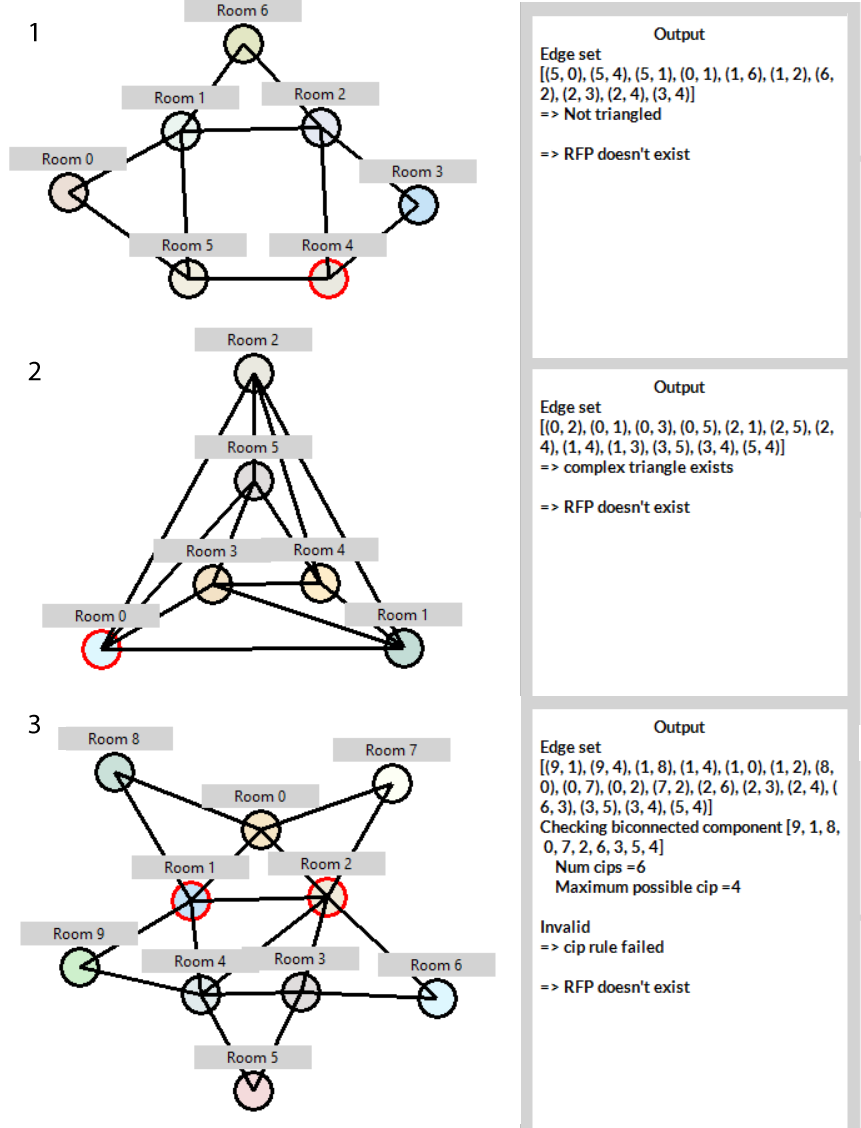 1
Room 6
Room 1
Room 2
Room 0
Room 3
Room 5
Room 4
Output
Edge set
[(5, 0), (5, 4), (5, 1), (0, 1), (1, 6), (1, 2), (6,
2), (2, 3), (2, 4), (3, 4)]
=> Not triangled
=> RFP doesn't exist
2
Room 2
Room 5
Room 3
Room 4
Room 0
Room 1
Output
Edge set
[(0, 2), (0, 1), (0, 3), (0, 5), (2, 1), (2, 5), (2,
4), (1, 4), (1, 3), (3, 5), (3, 4), (5, 4)]
=> complex triangle exists
=> RFP doesn't exist
3
Room 8
Room 7
Room 0
Room 1
Room 2
Room 9
Room 4
Room 3
Room 6
Room 5
Output
Edge set
[(9, 1), (9, 4), (1, 8), (1, 4), (1, 0), (1, 2), (8,
0), (0, 7), (0, 2), (7, 2), (2, 6), (2, 3), (2, 4), (
6, 3), (3, 5), (3, 4), (5, 4)]
Checking biconnected component [9, 1, 8,
0, 7, 2, 6, 3, 5, 4]
Num cips =6
Maximum possible cip =4
Invalid
=> cip rule failed
=> RFP doesn't exist